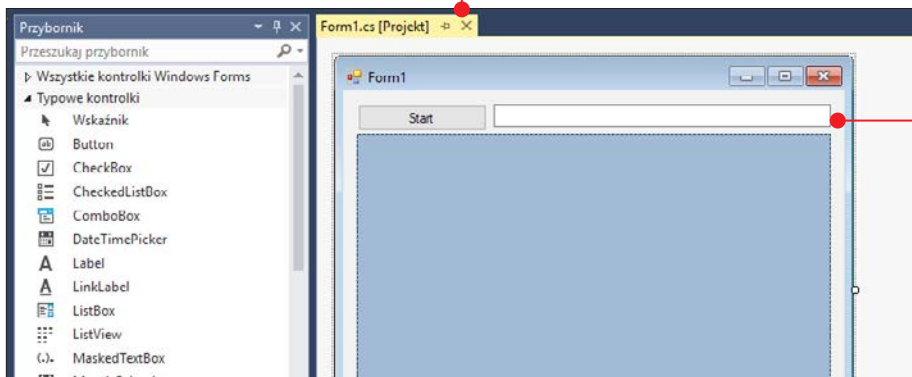 Przybornik
Form1.cs [Projekt]
Przeszukaj przybornik
Wszystkie kontrolki Windows Forms
Form1
Typowe kontrolki
Wskaźnik
Start
Button
CheckBox
CheckedListBox
ComboBox
DateTimePicker
Label
LinkLabel
ListBox
ListView
MaskedTextBox